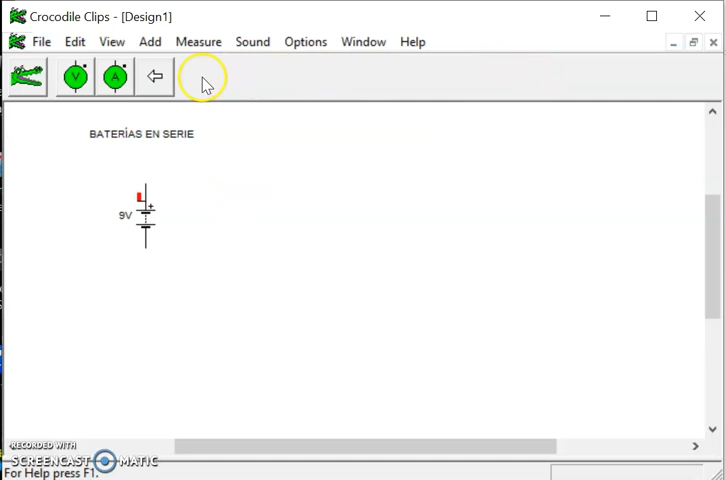 Crocodile Clips - [Design1]
File Edit View Add Measure Sound Options Window Help
V A
BATERÍAS EN SERIE
+
9V
RECORDED WITH
SCREENCAST MATIC
For Help press F1.